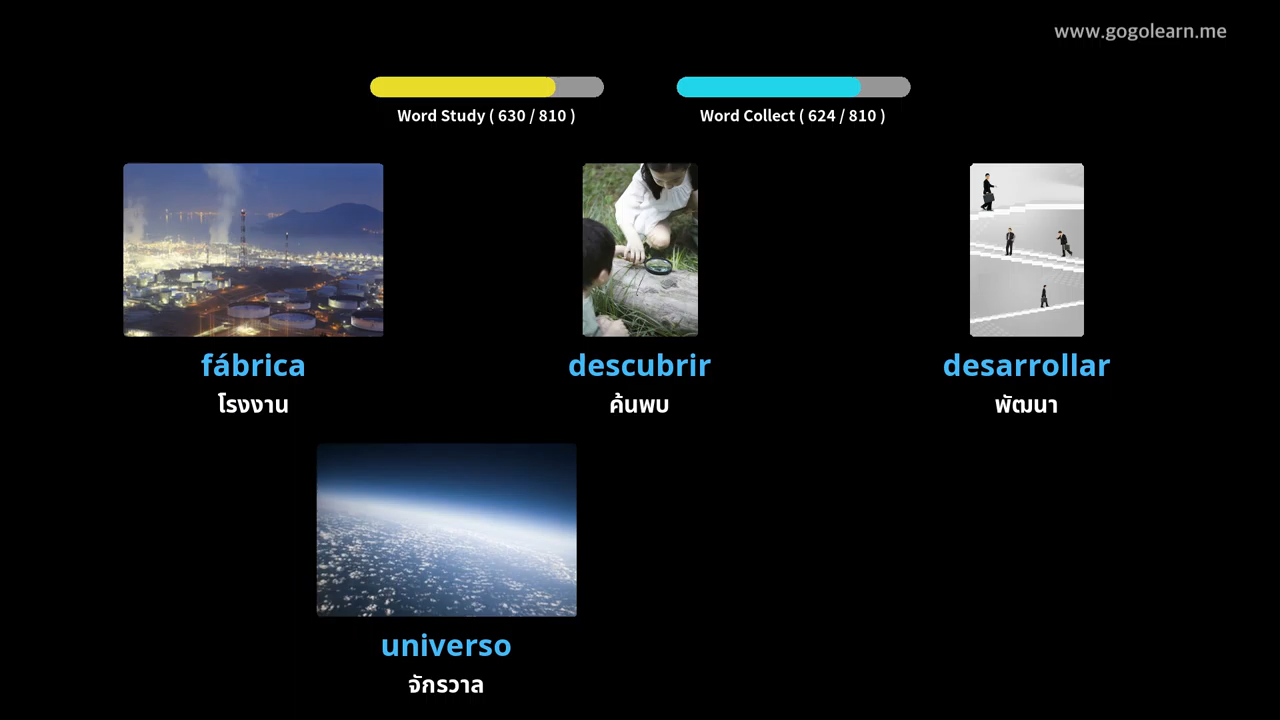 www.gogolearn.me
Word Study ( 630 / 810 )
Word Collect ( 624 / 810 )
fábrica
โรงงาน
descubrir
ค้นพบ
desarrollar
พัฒนา
universo
จักรวาล